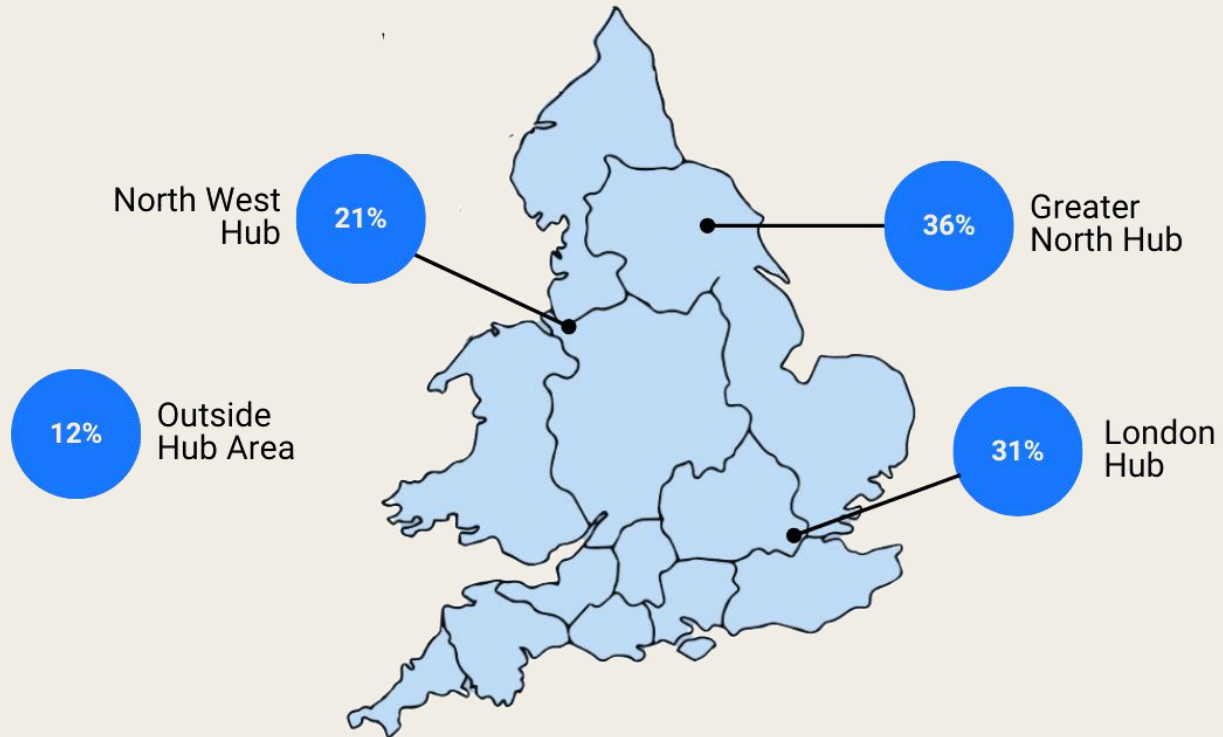 North West
Hub
21%
36%
Greater
North Hub
12%
Outside
Hub Area
31%
London
Hub